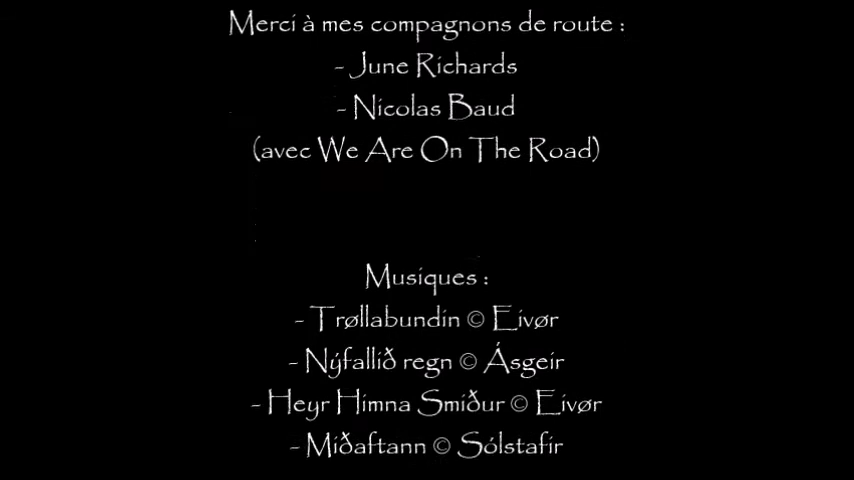 Merci à mes compagnons de route :
- June Richards
- Nicolas Baud
(avec We Are On The Road)
Musiques :
- Trøllabundin © Eivør
- Nýfallið regn © Ásgeir
- Heyr Himna Smiður © Eivør
- Miðaftann © Sólstafir